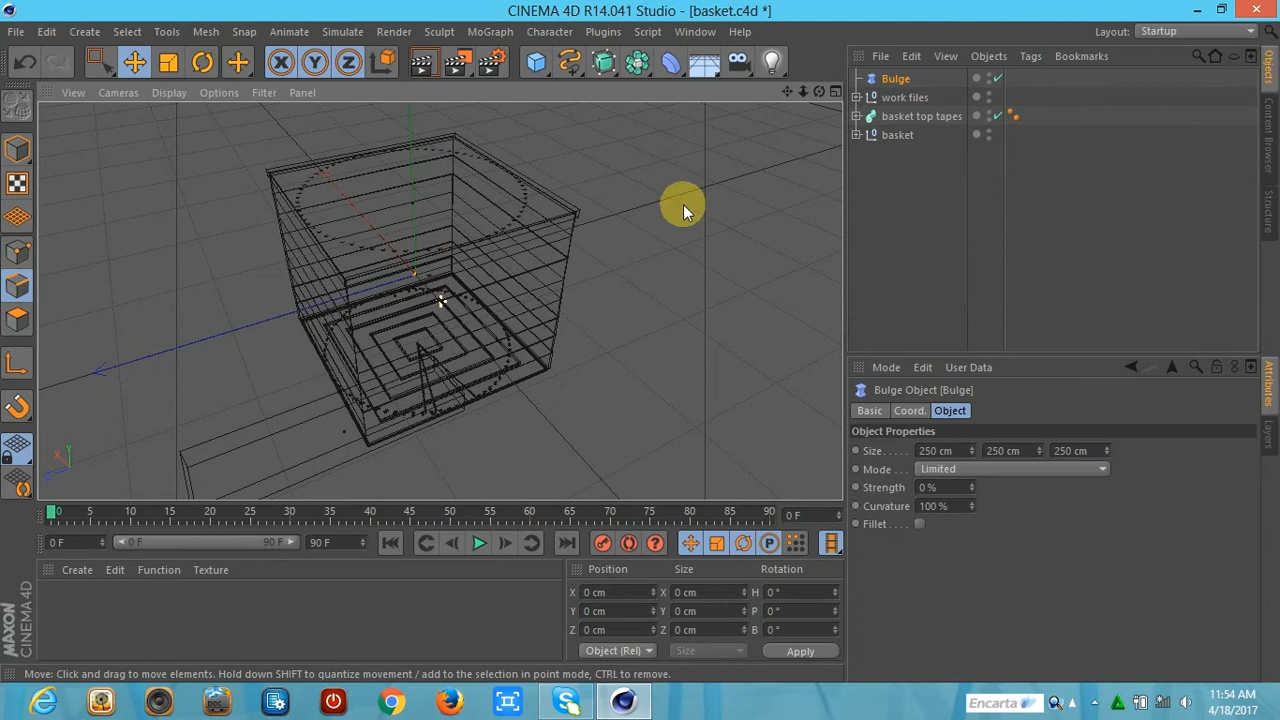 CINEMA 4D R14.041 Studio - [basket.c4d *]
File Edit Create Select Tools Mesh Snap Animate Simulate Render Sculpt MoGraph Character Plugins Script Window Help
Layout: Startup
View Cameras Display Options Filter Panel
File Edit View Objects Tags Bookmarks
Bulge
work files
basket top tapes
basket
Objects
Content Browser
Structure
Mode Edit User Data
Bulge Object [Bulge]
Basic Coord. Object
Object Properties
Size 250 cm 250 cm 250 cm
Mode Limited
Strength 0 %
Curvature 100 %
Fillet
Attributes
Layers
X Y Z
0 5 10 15 20 25 30 35 40 45 50 55 60 65 70 75 80 85 90 0 F
0 F 0 F 90 F 90 F
P
Create Edit Function Texture
Position Size Rotation
X 0 cm X 0 cm H 0 °
Y 0 cm Y 0 cm P 0 °
Z 0 cm Z 0 cm B 0 °
Object (Rel) Size Apply
MAXON
CINEMA 4D
Move: Click and drag to move elements. Hold down SHIFT to quantize movement / add to the selection in point mode, CTRL to remove.
Encarta
11:54 AM
4/18/2017